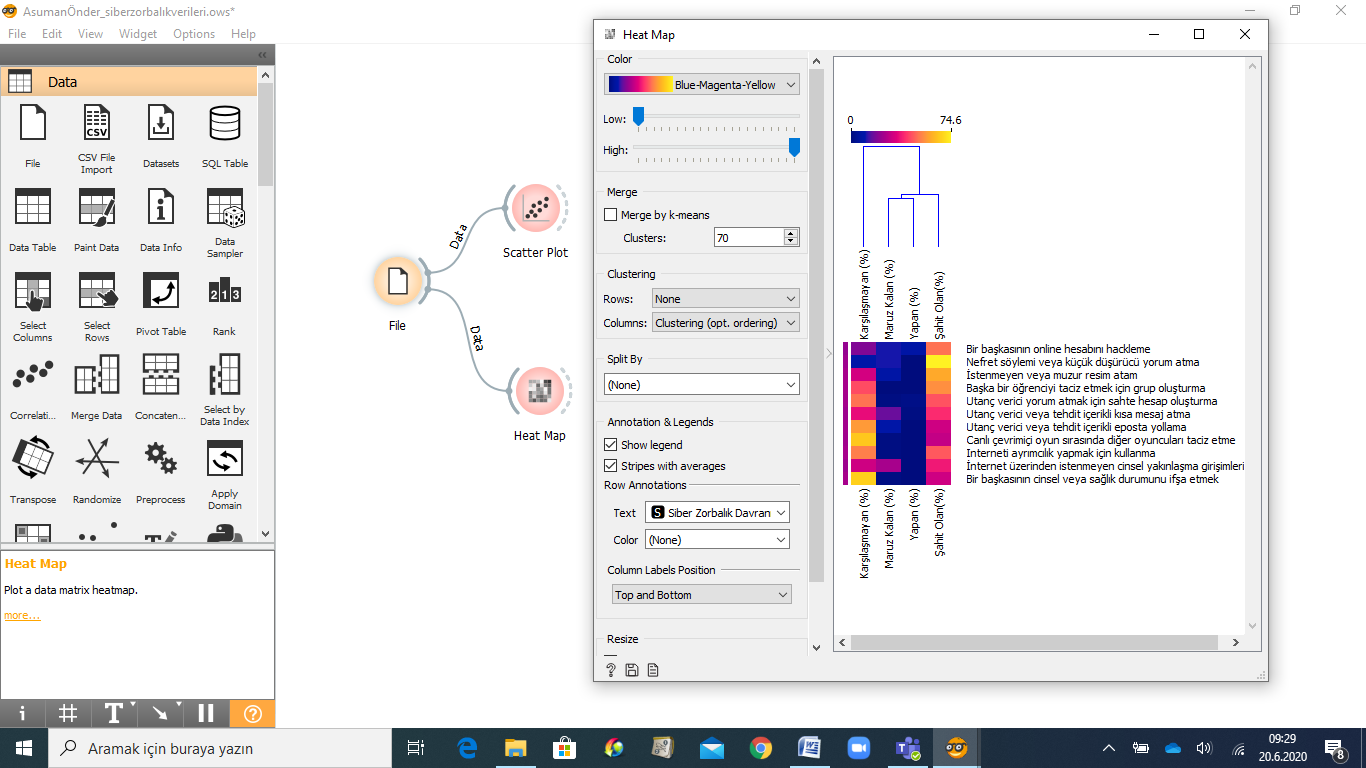 AsumanÖnder_siberzorbalıkverileri.ows*
File Edit View Widget Options Help
Data
File
CSV File
Import
Datasets
SQL Table
Data Table
Paint Data
Data Info
Data
Sampler
Select
Columns
Select
Rows
Pivot Table
Rank
Correlati...
Merge Data
Concaten...
Select by
Data Index
Transpose
Randomize
Preprocess
Apply
Domain
Heat Map
Plot a data matrix heatmap.
more...
File
Data
Scatter Plot
Data
Heat Map
Heat Map
Color
Blue-Magenta-Yellow
Low:
High:
Merge
Merge by k-means
Clusters: 70
Clustering
Rows: None
Columns: Clustering (opt. ordering)
Split By
(None)
Annotation & Legends
Show legend
Stripes with averages
Row Annotations
Text S Siber Zorbalık Davran
Color (None)
Column Labels Position
Top and Bottom
Resize
0 74.6
Karşılaşmayan (%)
Maruz Kalan (%)
Yapan (%)
Şahit Olan(%)
Bir başkasının online hesabını hackleme
Nefret söylemi veya küçük düşürücü yorum atma
İstenmeyen veya muzur resim atam
Başka bir öğrenciyi taciz etmek için grup oluşturma
Utanç verici yorum atmak için sahte hesap oluşturma
Utanç verici veya tehdit içerikli kısa mesaj atma
Utanç verici veya tehdit içerikli eposta yollama
Canlı çevrimiçi oyun sırasında diğer oyuncuları taciz etme
Interneti ayrımcılık yapmak için kullanma
İnternet üzerinden istenmeyen cinsel yakınlaşma girişimleri
Bir başkasının cinsel veya sağlık durumunu ifşa etmek
Karşılaşmayan (%)
Maruz Kalan (%)
Yapan (%)
Şahit Olan(%)
Aramak için buraya yazın
09:29
20.6.2020
8